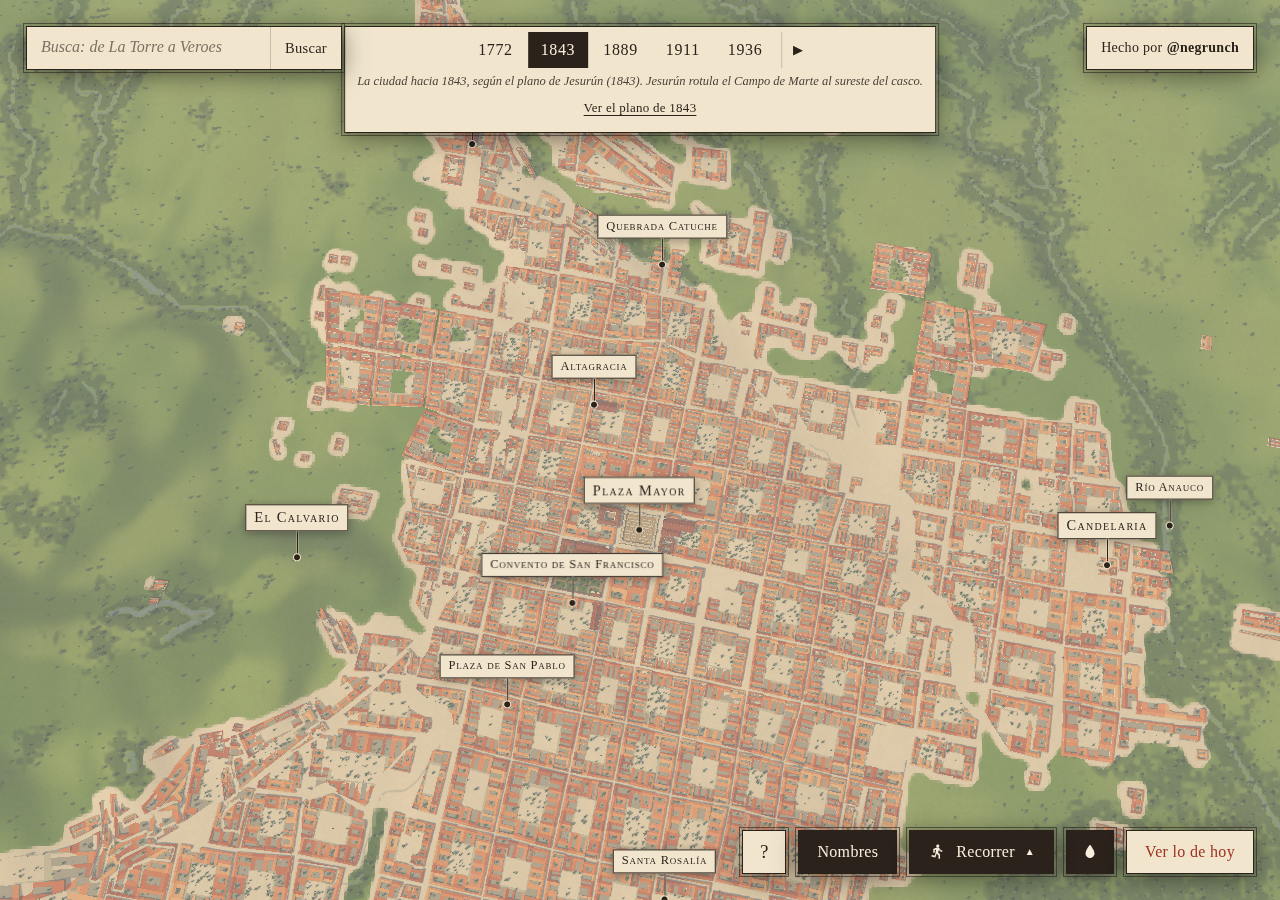 Busca: de La Torre a Veroes
Buscar
1772 1843 1889 1911 1936
La ciudad hacia 1843, según el plano de Jesurún (1843). Jesurún rotula el Campo de Marte al sureste del casco.
Ver el plano de 1843
Hecho por @negrunch
Quebrada Catuche
Altagracia
Plaza Mayor
Río Anauco
El Calvario
Candelaria
Convento de San Francisco
Plaza de San Pablo
Santa Rosalía
?
Nombres
Recorrer
Ver lo de hoy